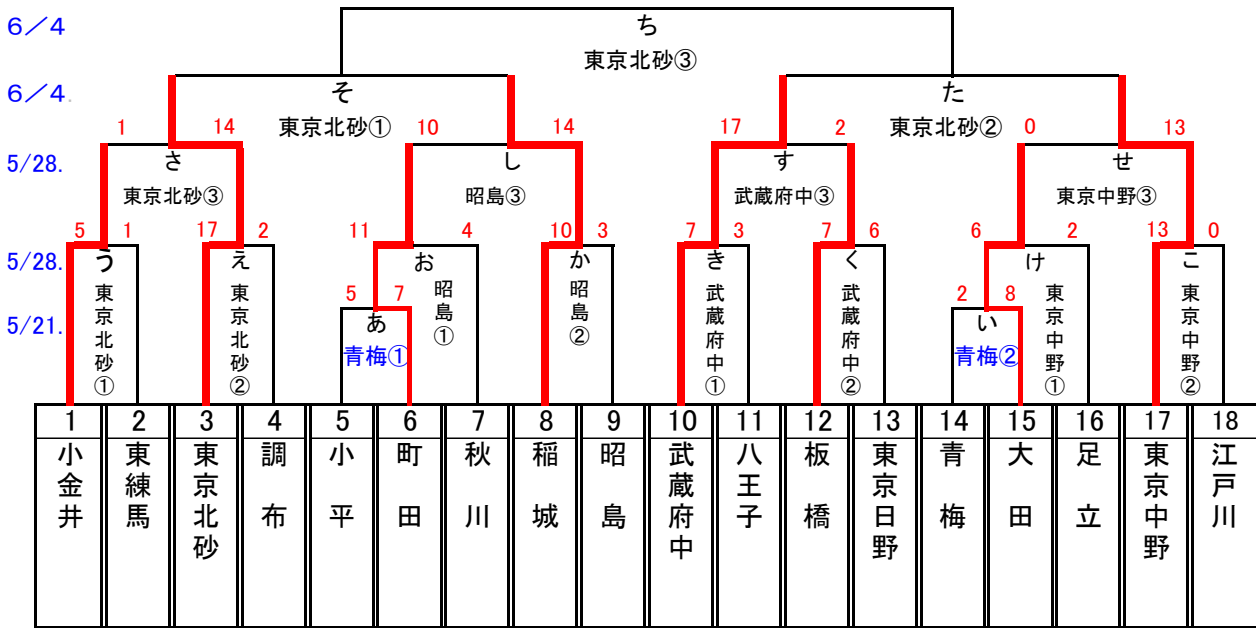 6/4
ち
東京北砂③
6/4.
そ
た
東京北砂①
東京北砂②
1
14
10
14
17
2
0
13
5/28.
さ
し
す
せ
東京北砂③
昭島③
武蔵府中③
東京中野③
5
1
17
2
11
4
10
3
7
3
7
6
6
2
13
0
5/28.
う
え
お
か
き
く
け
こ
東京北砂①
東京北砂②
昭島①
昭島②
武蔵府中①
武蔵府中②
東京中野①
東京中野②
5/21.
5
7
2
8
あ
い
青梅①
青梅②
1
2
3
4
5
6
7
8
9
10
11
12
13
14
15
16
17
18
小金井
東練馬
東京北砂
調布
小平
町田
秋川
稲城
昭島
武蔵府中
八王子
板橋
東京日野
青梅
大田
足立
東京中野
江戸川